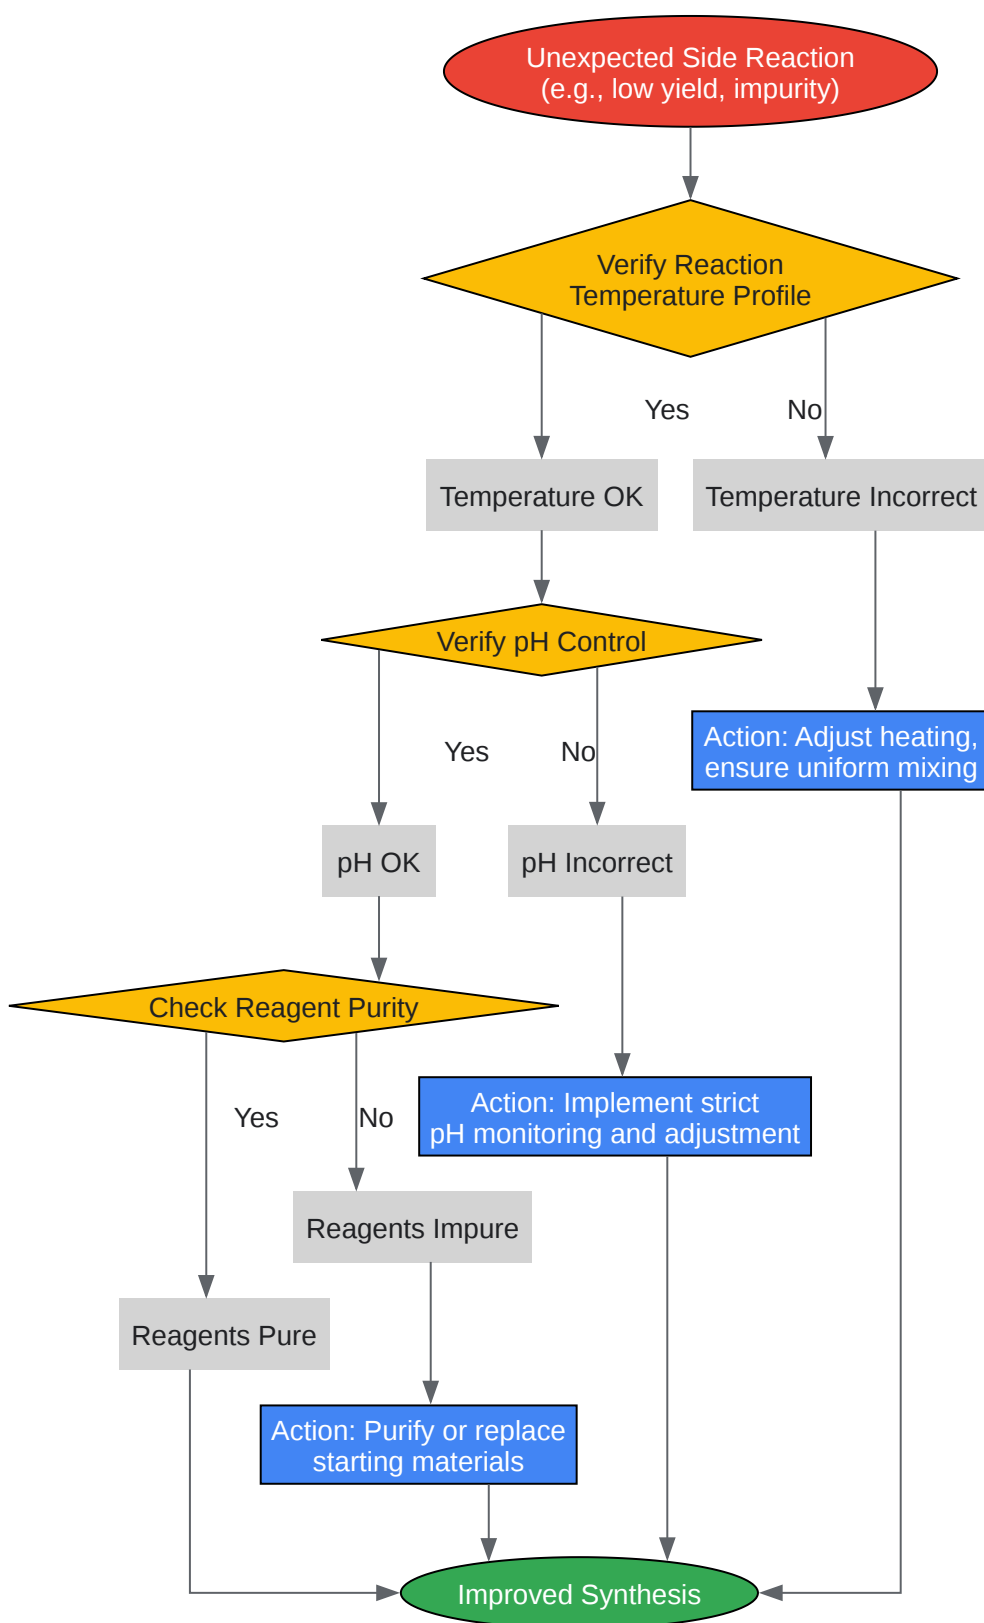 Unexpected Side Reaction
(e.g., low yield, impurity)
Verify Reaction
Temperature Profile
Yes
No
Temperature OK
Temperature Incorrect
Verify pH Control
Action: Adjust heating,
ensure uniform mixing
Yes
No
pH OK
pH Incorrect
Check Reagent Purity
Action: Implement strict
pH monitoring and adjustment
Yes
No
Reagents Impure
Reagents Pure
Action: Purify or replace
starting materials
Improved Synthesis